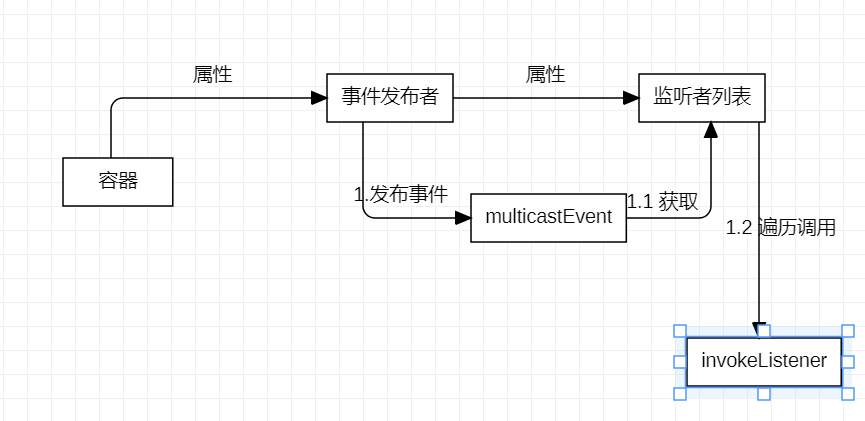 属性
属性
事件发布者
监听者列表
容器
1.发布事件
1.1 获取
multicastEvent
1.2 遍历调用
invokeListener